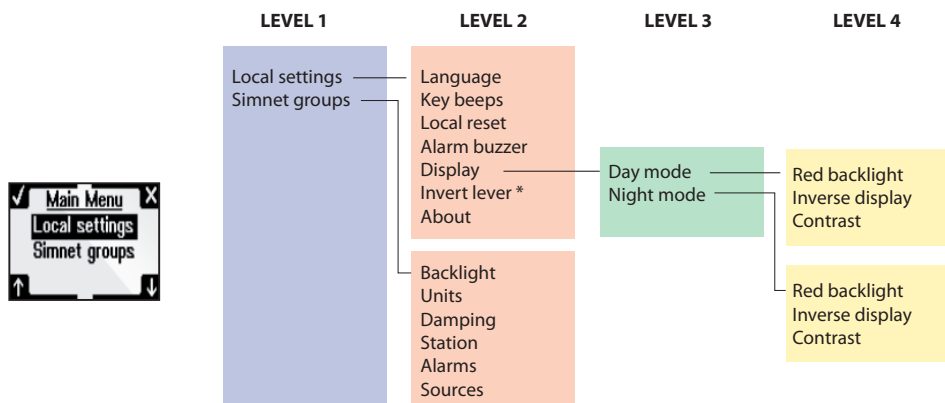 LEVEL 1 LEVEL 2 LEVEL 3 LEVEL 4
Main Menu
Local settings
Simnet groups
Local settings
Simnet groups
Language
Key beeps
Local reset
Alarm buzzer
Display
Invert lever *
About
Backlight
Units
Damping
Station
Alarms
Sources
Day mode
Night mode
Red backlight
Inverse display
Contrast
Red backlight
Inverse display
Contrast